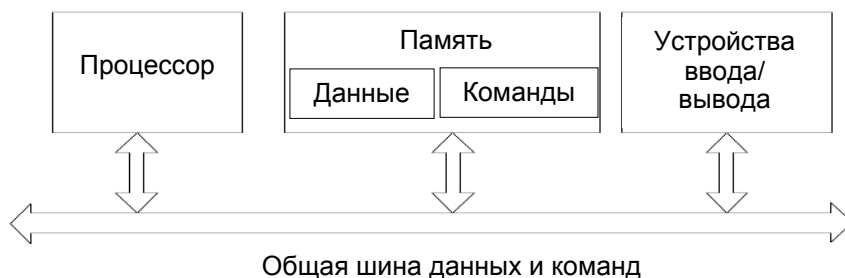 Процессор
Память
Данные
Команды
Устройства
ввода/
вывода
Общая шина данных и команд